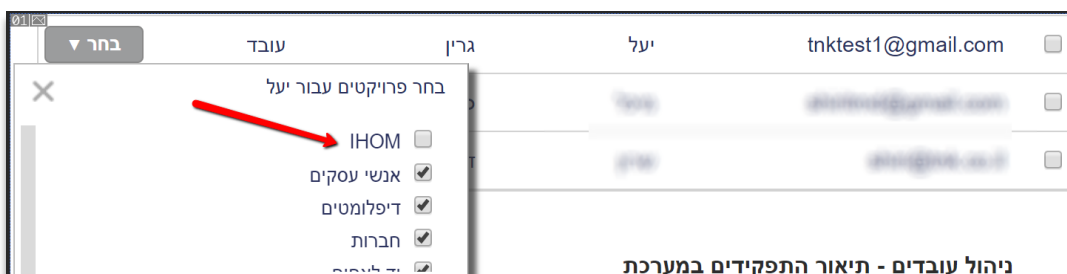 01
tnktest1@gmail.com יעל גרין עובד בחר ▼
בחר פרויקטים עבור יעל
IHOM
אנשי עסקים
דיפלומטים
חברות
ניהול עובדים - תיאור התפקידים במערכת